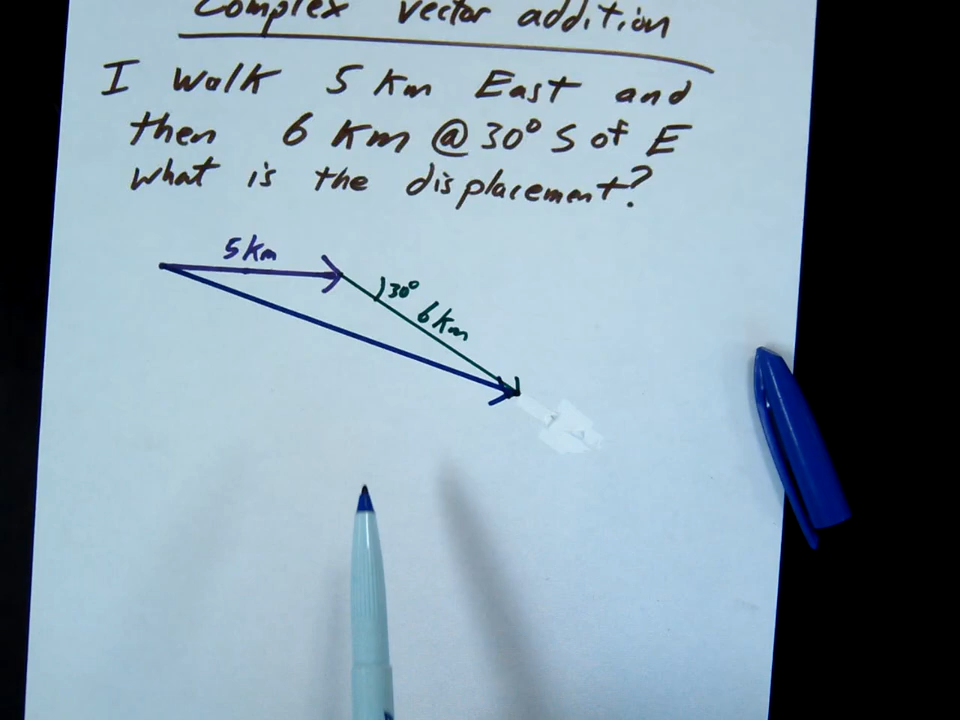 Complex vector addition
I walk 5 Km East and
then 6 Km @ 30° S of E
what is the displacement?
5 Km
30°
6 Km